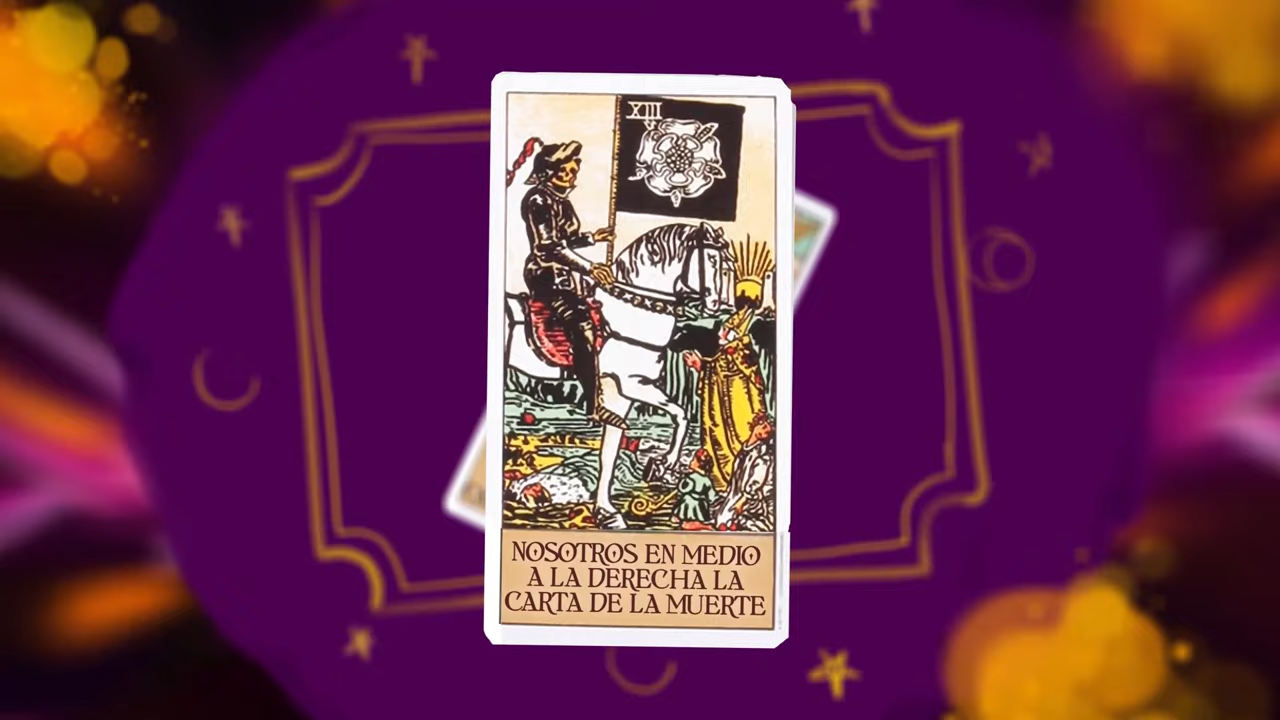 XIII
NOSOTROS EN MEDIO
A LA DERECHA LA
CARTA DE LA MUERTE